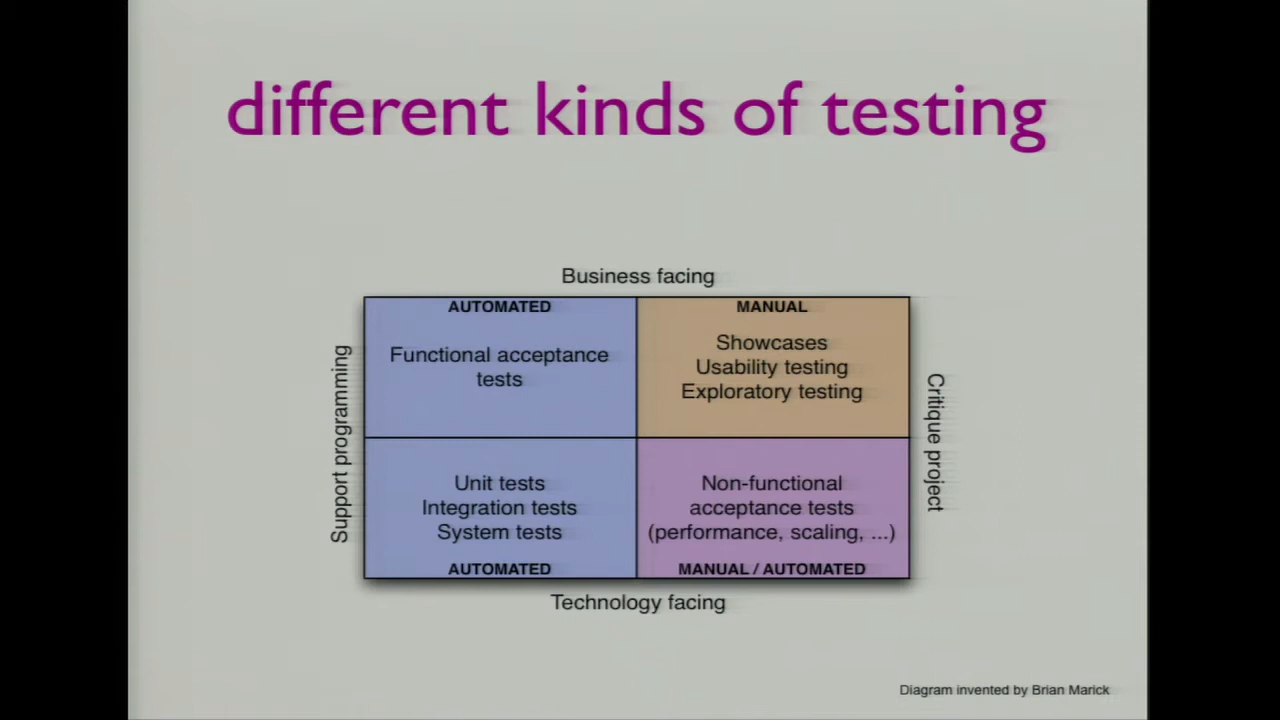 different kinds of testing
Business facing
AUTOMATED
Functional acceptance
tests
MANUAL
Showcases
Usability testing
Exploratory testing
Support programming
Critique project
Unit tests
Integration tests
System tests
AUTOMATED
Non-functional
acceptance tests
(performance, scaling, ...)
MANUAL / AUTOMATED
Technology facing
Diagram invented by Brian Marick